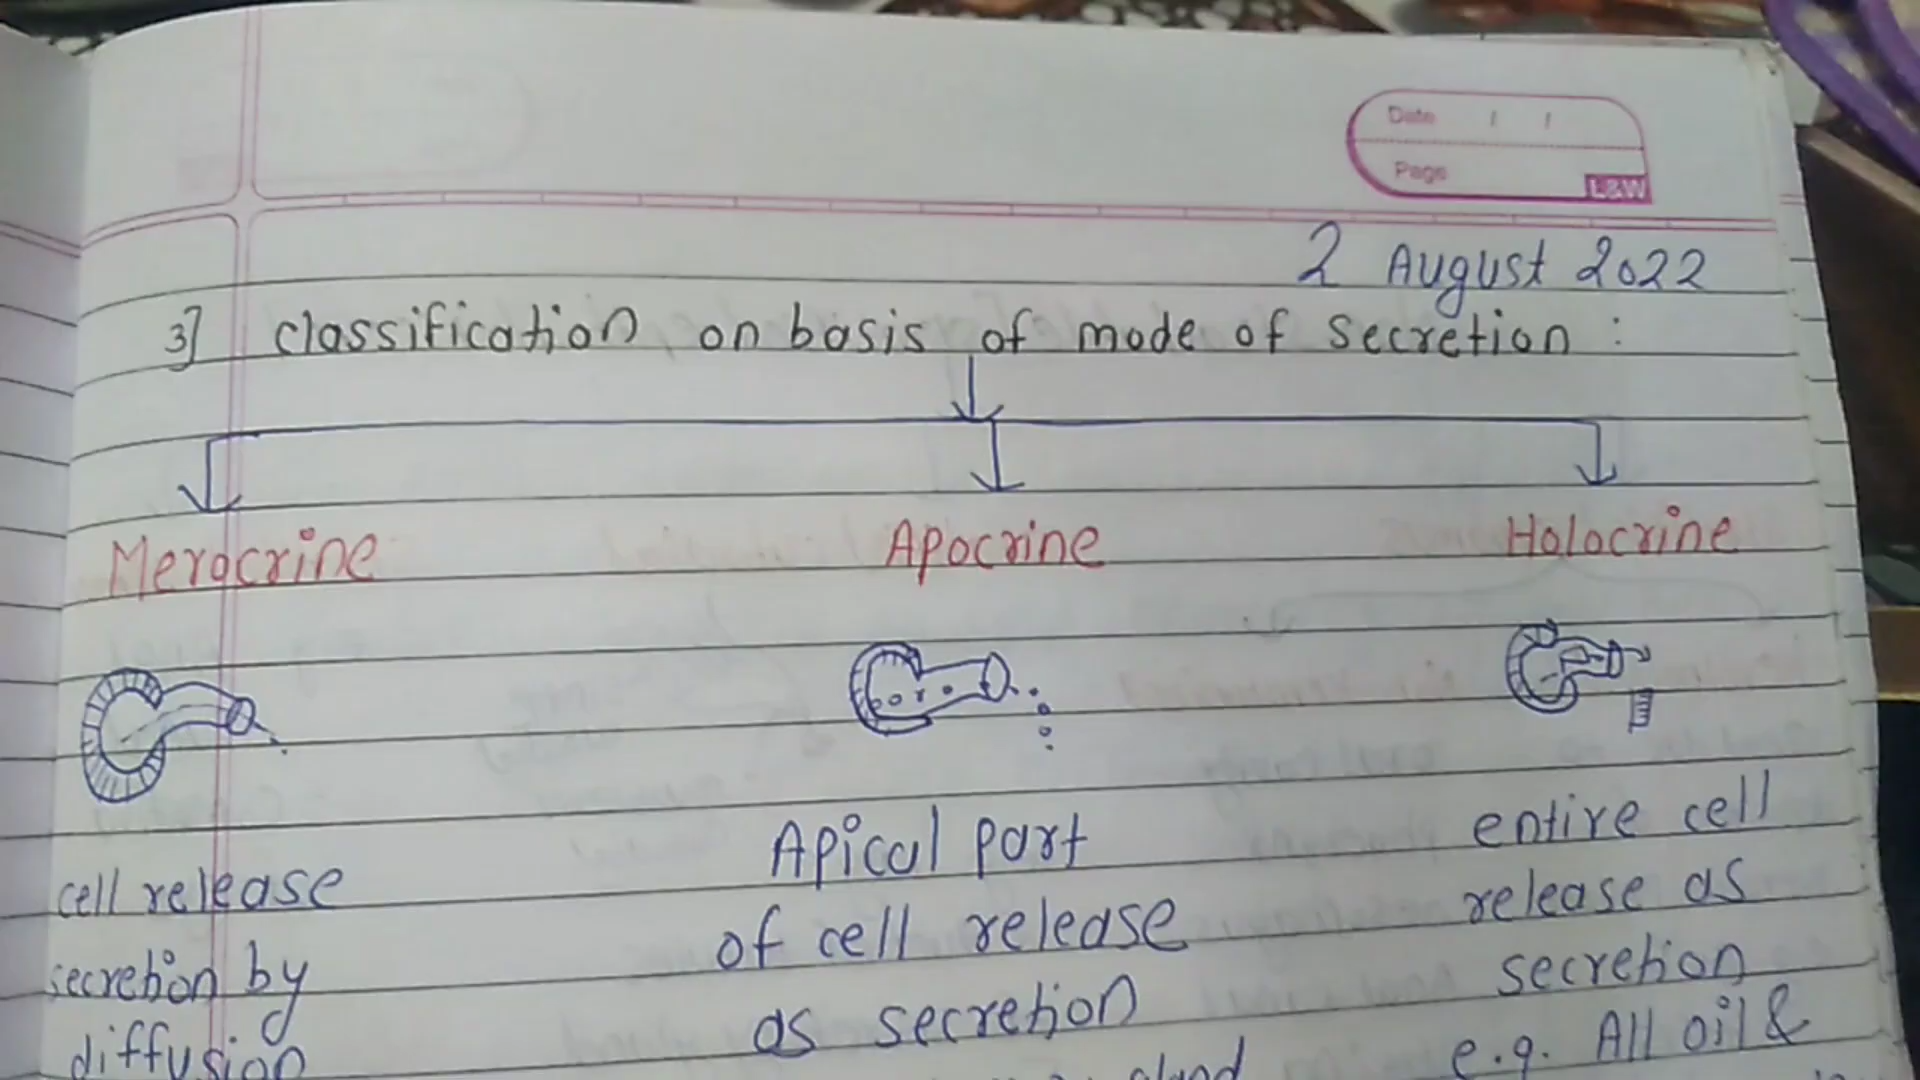 Date / /
Page
L&W
2 August 2022
3] classification on basis of mode of secretion :
Merocrine
Apocrine
Holocrine
cell release
secretion by
diffusion
Apical part
of cell release
as secretion
gland
entire cell
release as
secretion
e.g. All oil &